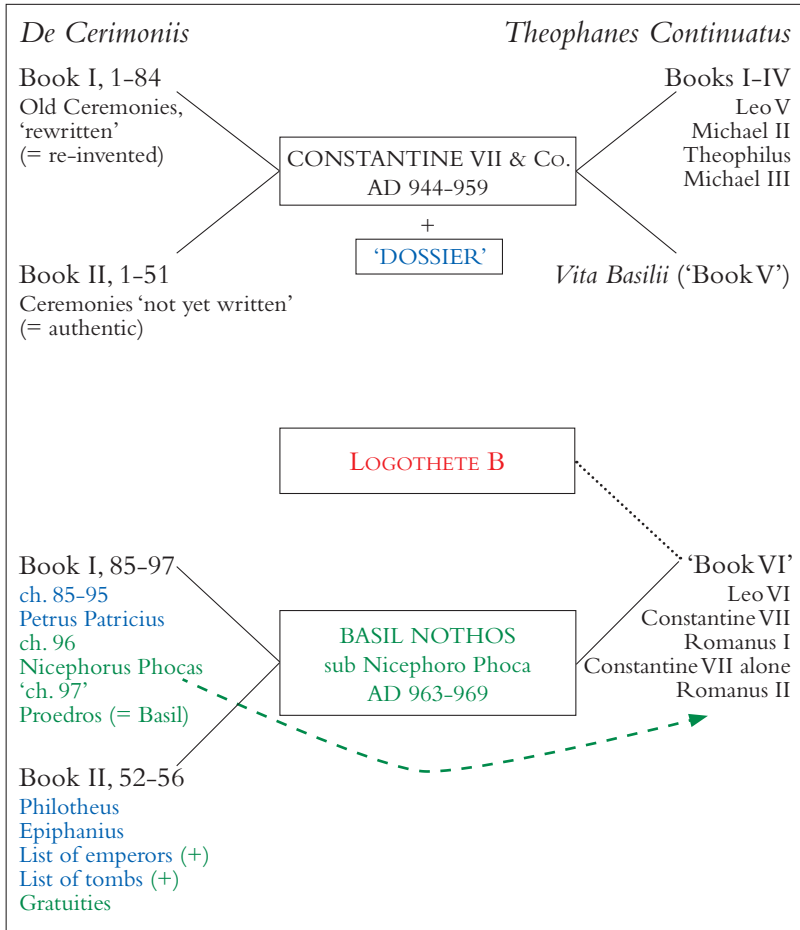 De Cerimoniis
Theophanes Continuatus
Book I, 1-84
Old Ceremonies,
‘rewritten’
(= re-invented)
Books I-IV
Leo V
Michael II
Theophilus
Michael III
CONSTANTINE VII & CO.
AD 944-959
+
‘DOSSIER’
Book II, 1-51
Ceremonies ‘not yet written’
(= authentic)
Vita Basilii (‘Book V’)
LOGOTHETE B
Book I, 85-97
ch. 85-95
Petrus Patricius
ch. 96
Nicephorus Phocas
‘ch. 97’
Proedros (= Basil)
BASIL NOTHOS
sub Nicephoro Phoca
AD 963-969
‘Book VI’
Leo VI
Constantine VII
Romanus I
Constantine VII alone
Romanus II
Book II, 52-56
Philotheus
Epiphanius
List of emperors (+)
List of tombs (+)
Gratuities